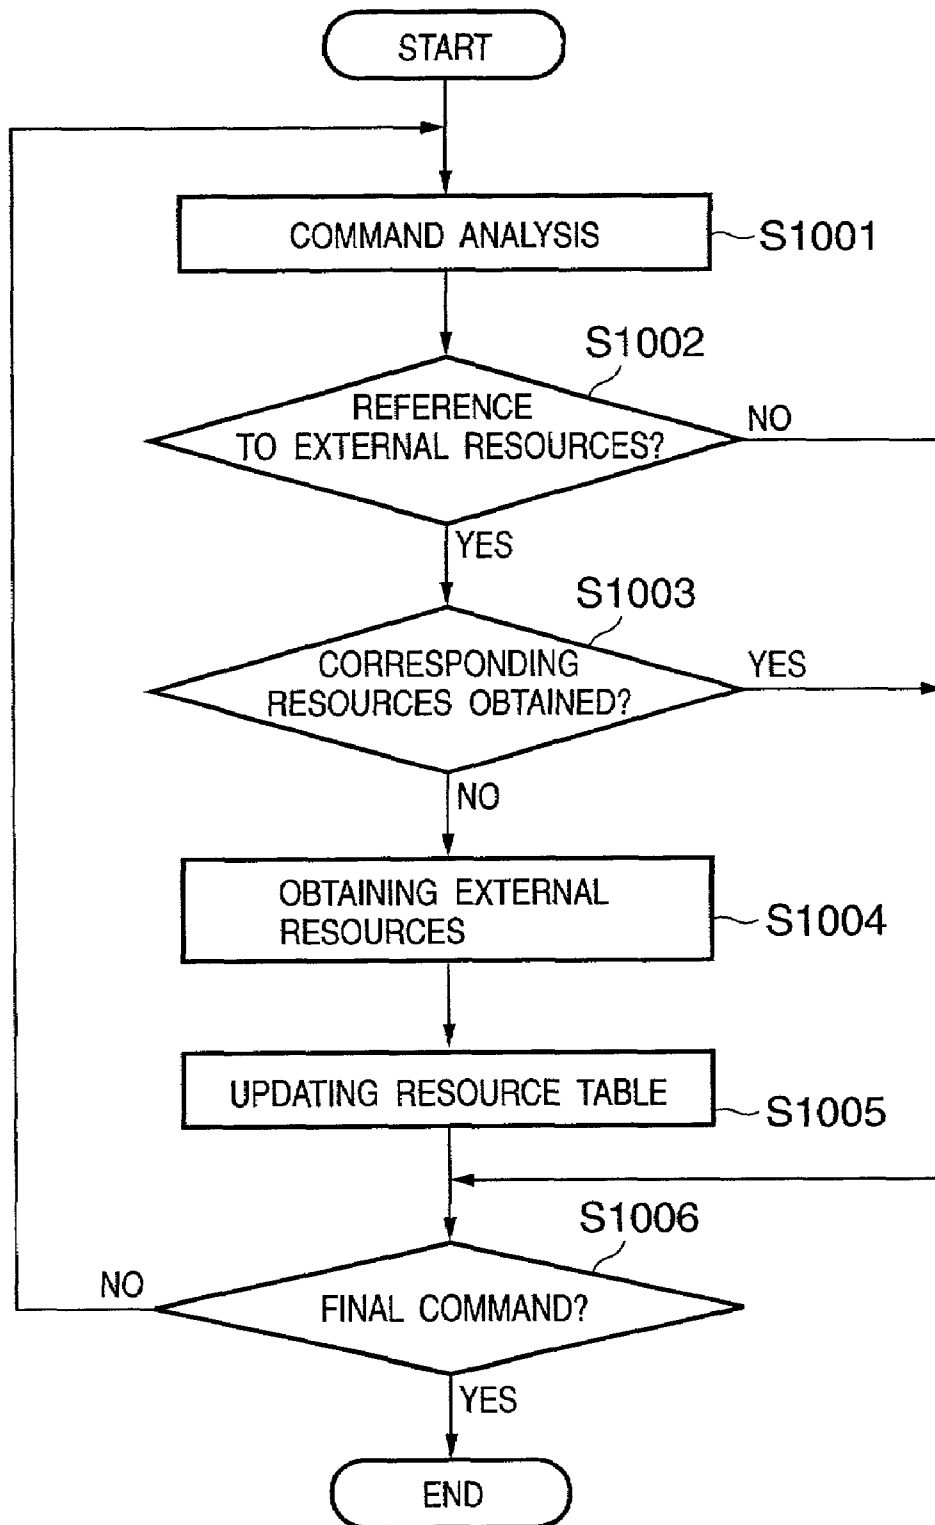 START
COMMAND ANALYSIS
S1001
S1002
REFERENCE
TO EXTERNAL RESOURCES?
NO
YES
S1003
CORRESPONDING
RESOURCES OBTAINED?
YES
NO
OBTAINING EXTERNAL
RESOURCES
S1004
UPDATING RESOURCE TABLE
S1005
S1006
NO
FINAL COMMAND?
YES
END